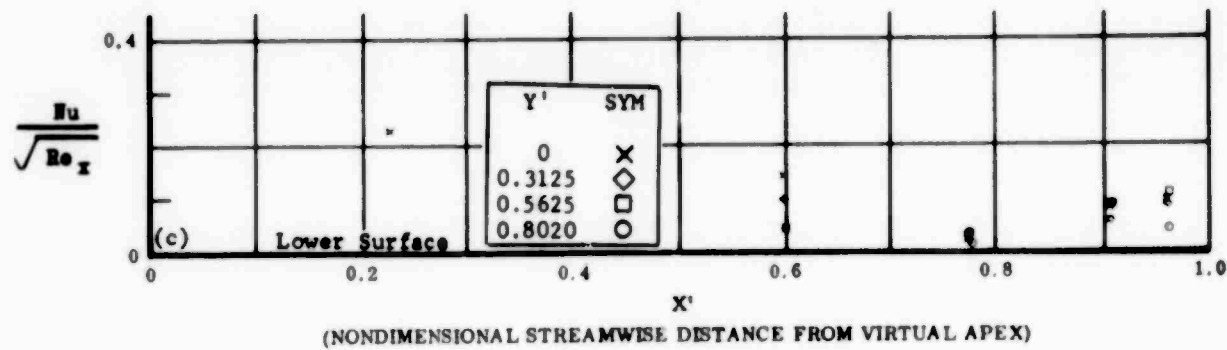 0.4
Nu
√Re_x
Y' SYM
0 ×
0.3125 ◇
0.5625 □
0.8020 ○
0
(c) Lower Surface
0 0.2 0.4 0.6 0.8 1.0
X'
(NONDIMENSIONAL STREAMWISE DISTANCE FROM VIRTUAL APEX)